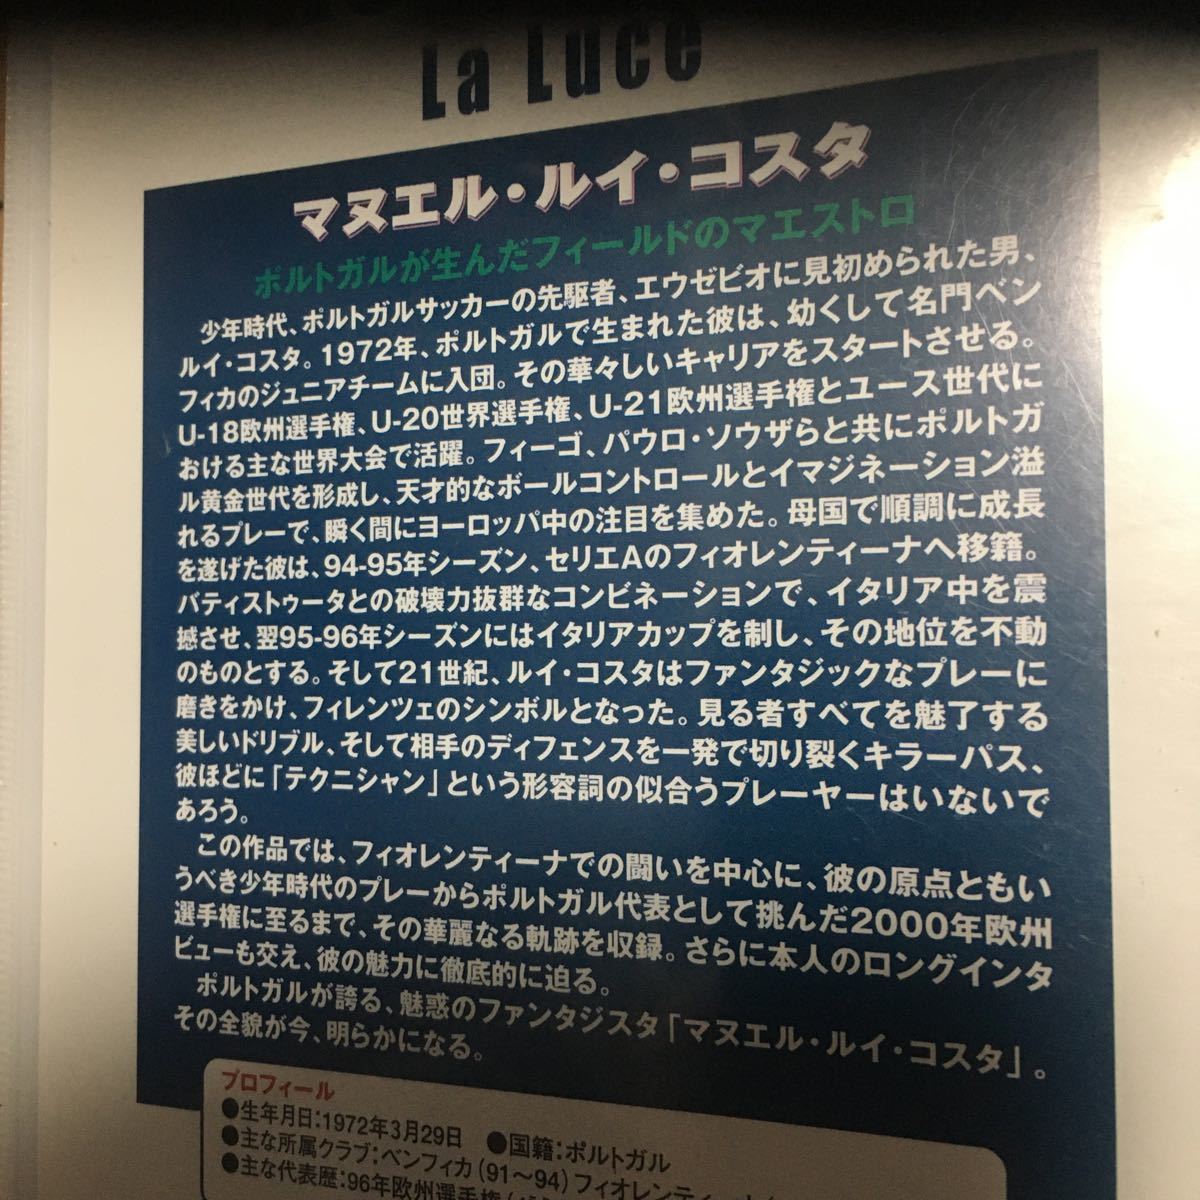 La Luce
マヌエル・ルイ・コスタ
ポルトガルが生んだフィールドのマエストロ
少年時代、ポルトガルサッカーの先駆者、エウゼビオに見初められた男、
ルイ・コスタ。1972年、ポルトガルで生まれた彼は、幼くして名門ベン
フィカのジュニアチームに入団。その華々しいキャリアをスタートさせる。
U-18欧州選手権、U-20世界選手権、U-21欧州選手権とユース世代に
おける主な世界大会で活躍。フィーゴ、パウロ・ソウザらと共にポルトガ
ル黄金世代を形成し、天才的なボールコントロールとイマジネーション溢
れるプレーで、瞬く間にヨーロッパ中の注目を集めた。母国で順調に成長
を遂げた彼は、94-95年シーズン、セリエAのフィオレンティーナへ移籍。
バティストゥータとの破壊力抜群なコンビネーションで、イタリア中を震
撼させ、翌95-96年シーズンにはイタリアカップを制し、その地位を不動
のものとする。そして21世紀、ルイ・コスタはファンタジックなプレーに
磨きをかけ、フィレンツェのシンボルとなった。見る者すべてを魅了する
美しいドリブル、そして相手のディフェンスを一発で切り裂くキラーパス、
彼ほどに「テクニシャン」という形容詞の似合うプレーヤーはいないで
あろう。
この作品では、フィオレンティーナでの闘いを中心に、彼の原点ともい
うべき少年時代のプレーからポルトガル代表として挑んだ2000年欧州
選手権に至るまで、その華麗なる軌跡を収録。さらに本人のロングインタ
ビューも交え、彼の魅力に徹底的に迫る。
ポルトガルが誇る、魅惑のファンタジスタ「マヌエル・ルイ・コスタ」。
その全貌が今、明らかになる。
プロフィール
●生年月日:1972年3月29日 ●国籍:ポルトガル
●主な所属クラブ:ベンフィカ(91〜94)フィオレンティー
●主な代表歴:96年欧州選手権